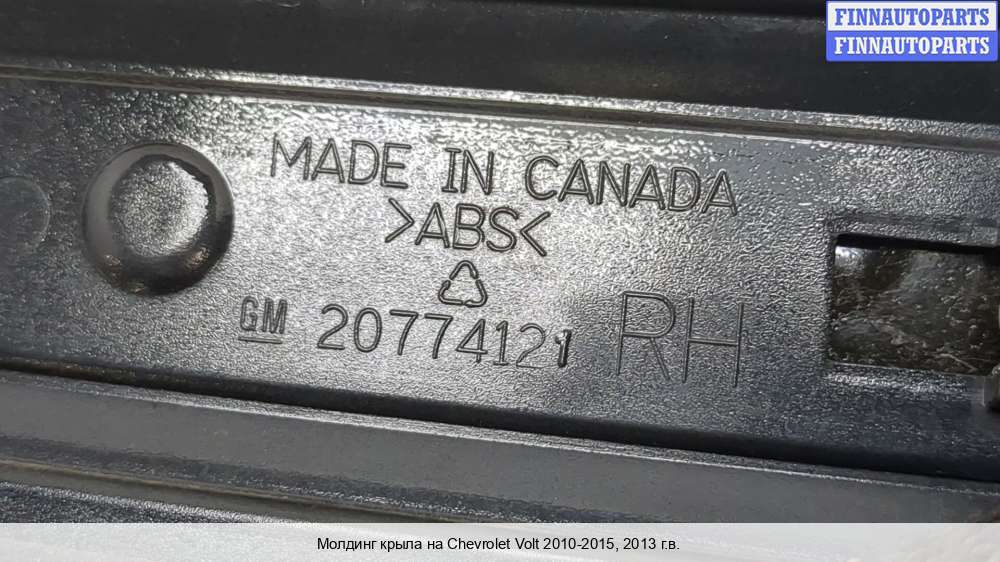 FINNAUTOPARTS
FINNAUTOPARTS
MADE IN CANADA
>ABS<
GM 20774121 RH
Молдинг крыла на Chevrolet Volt 2010-2015, 2013 г.в.